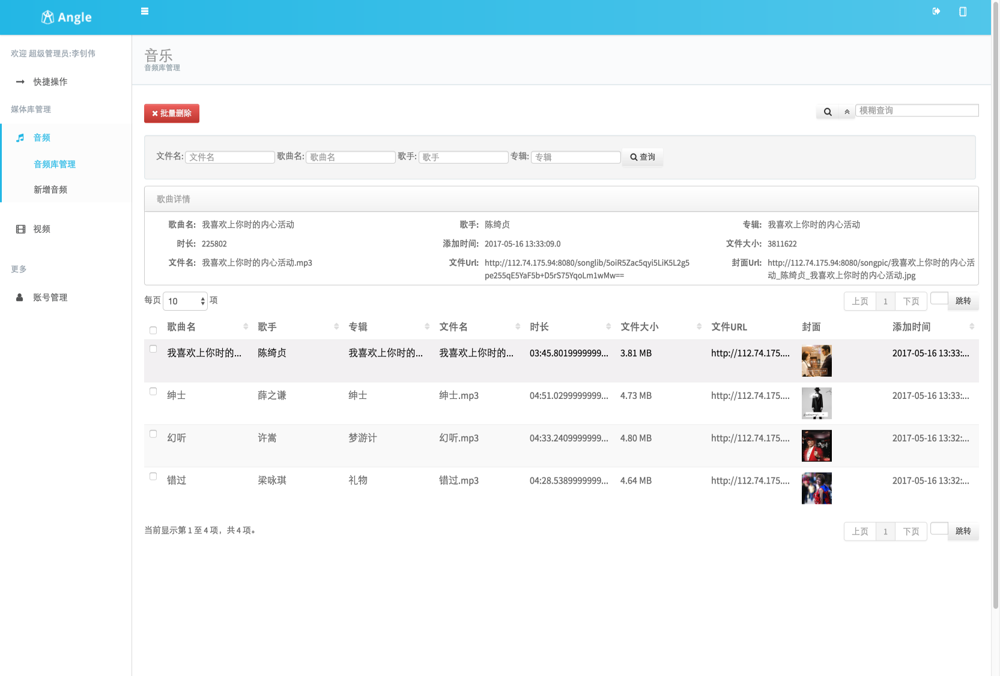 Angle
欢迎 超级管理员:李钊伟
快捷操作
媒体库管理
音频
音频库管理
新增音频
视频
更多
账号管理
音乐
音频库管理
批量删除
模糊查询
文件名: 文件名 歌曲名: 歌曲名 歌手: 歌手 专辑: 专辑 查询
歌曲详情
歌曲名: 我喜欢上你时的内心活动 歌手: 陈绮贞 专辑: 我喜欢上你时的内心活动
时长: 225802 添加时间: 2017-05-16 13:33:09.0 文件大小: 3811622
文件名: 我喜欢上你时的内心活动.mp3 文件Url: http://112.74.175.94:8080/songlib/5oiR5Zac5qyi5LiK5L2g5 封面Url: http://112.74.175.94:8080/songpic/我喜欢上你时的内心活
pe255qE5YaF5b+D5rS75YqoLm1wMw== 动_陈绮贞_我喜欢上你时的内心活动.jpg
每页 10 项 上页 1 下页 跳转
歌曲名 歌手 专辑 文件名 时长 文件大小 文件URL 封面 添加时间
我喜欢上你时的... 陈绮贞 我喜欢上你时的... 我喜欢上你时的... 03:45.8019999999... 3.81 MB http://112.74.175.... 2017-05-16 13:33:...
绅士 薛之谦 绅士 绅士.mp3 04:51.0299999999... 4.73 MB http://112.74.175.... 2017-05-16 13:33:...
幻听 许嵩 梦游计 幻听.mp3 04:33.2409999999... 4.80 MB http://112.74.175.... 2017-05-16 13:32:...
错过 梁咏琪 礼物 错过.mp3 04:28.5389999999... 4.64 MB http://112.74.175.... 2017-05-16 13:32:...
当前显示第 1 至 4 项，共 4 项。 上页 1 下页 跳转